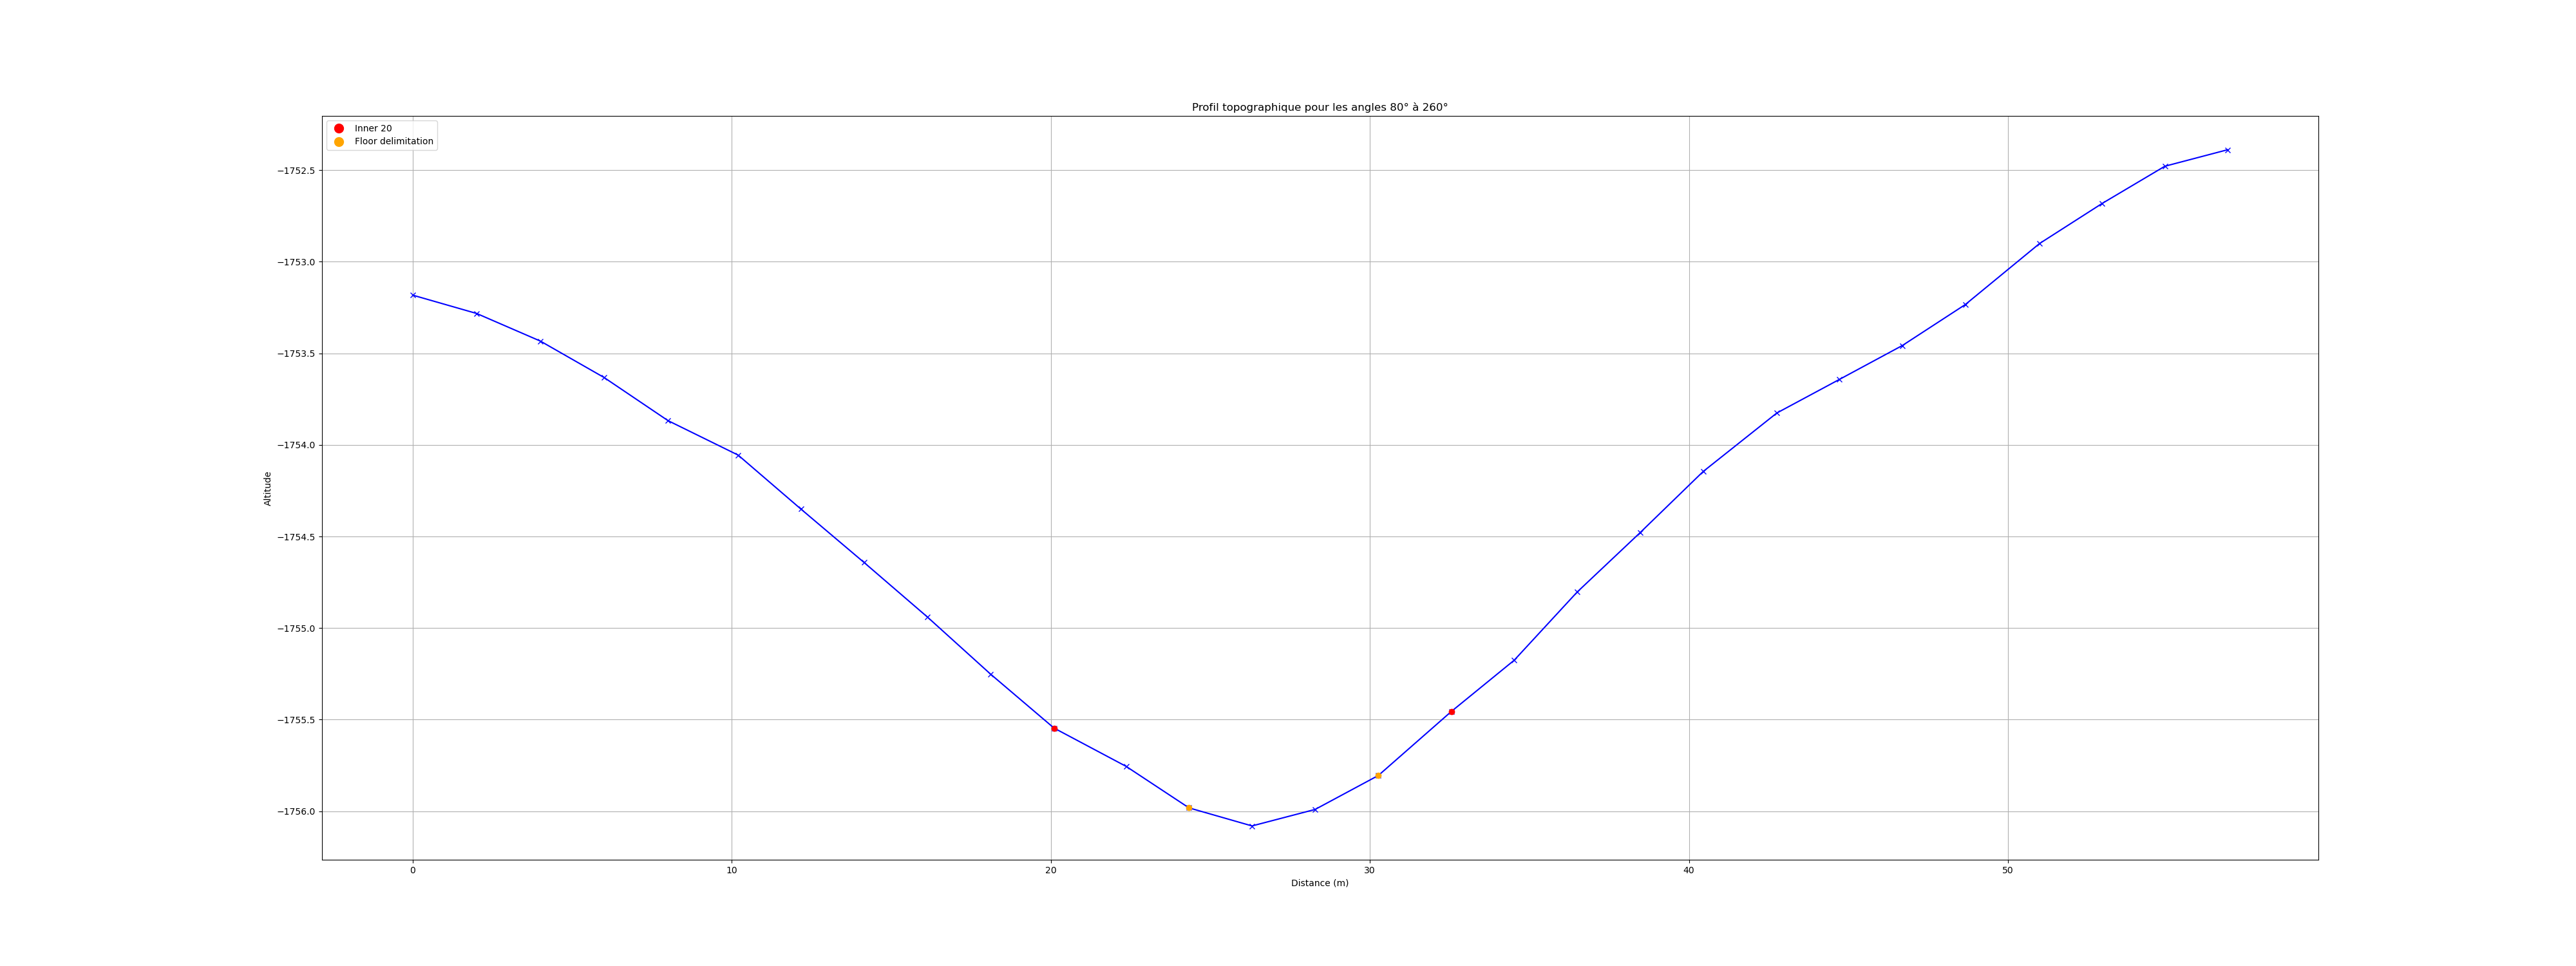 Profil topographique pour les angles 80° à 260°
Inner 20
Floor delimitation
Altitude
−1752.5
−1753.0
−1753.5
−1754.0
−1754.5
−1755.0
−1755.5
−1756.0
0 10 20 30 40 50
Distance (m)